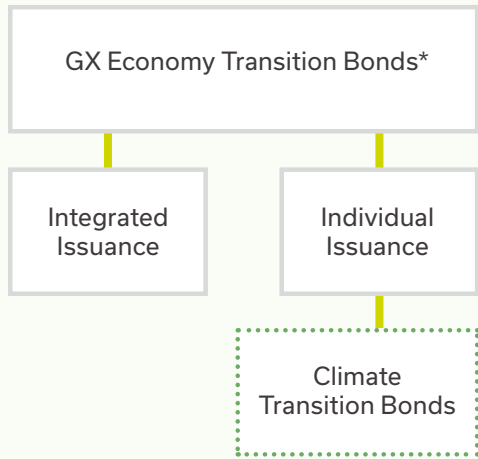 GX Economy Transition Bonds*
Integrated
Issuance
Individual
Issuance
Climate
Transition Bonds